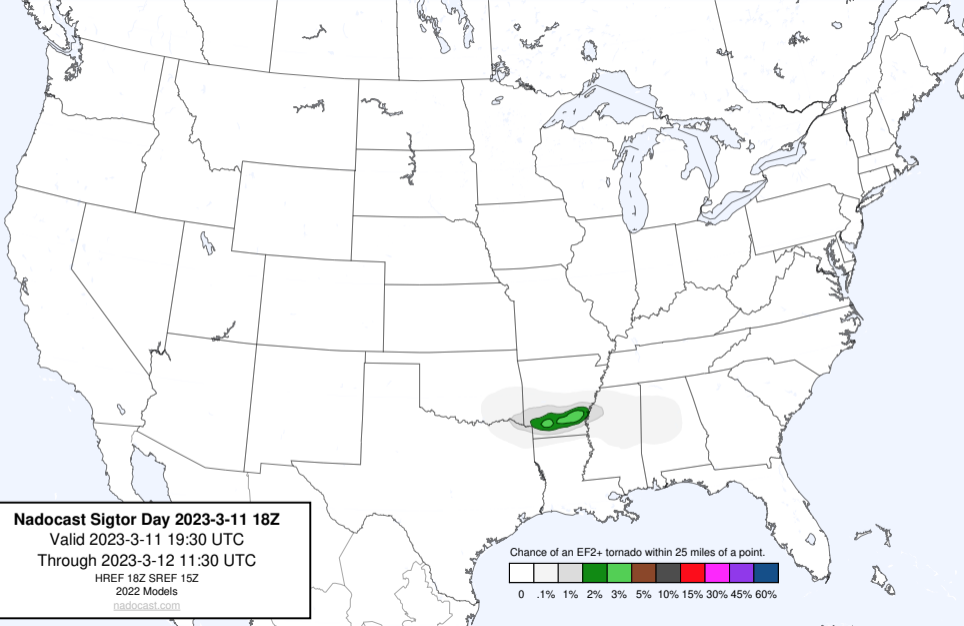 Nadocast Sigtor Day 2023-3-11 18Z
Valid 2023-3-11 19:30 UTC
Through 2023-3-12 11:30 UTC
HREF 18Z SREF 15Z
2022 Models
nadocast.com
Chance of an EF2+ tornado within 25 miles of a point.
0 .1% 1% 2% 3% 5% 10% 15% 30% 45% 60%